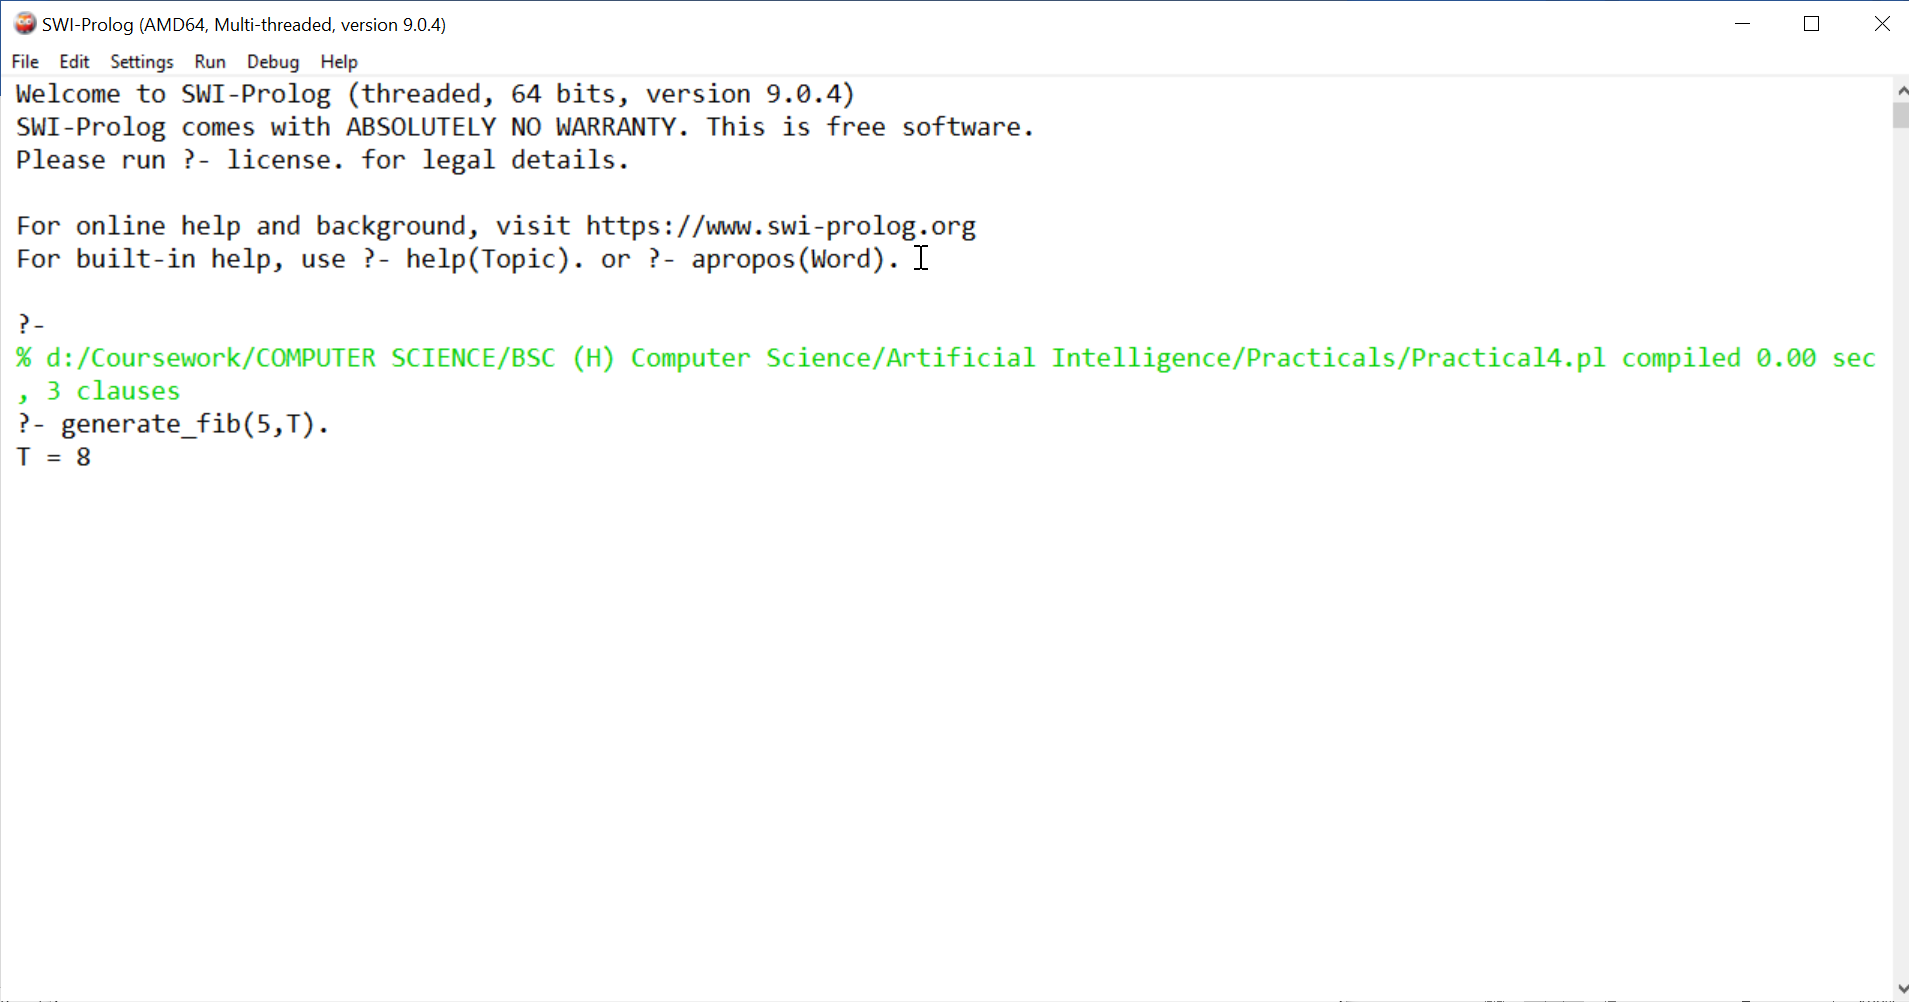 SWI-Prolog (AMD64, Multi-threaded, version 9.0.4)
File Edit Settings Run Debug Help
Welcome to SWI-Prolog (threaded, 64 bits, version 9.0.4)
SWI-Prolog comes with ABSOLUTELY NO WARRANTY. This is free software.
Please run ?- license. for legal details.
For online help and background, visit https://www.swi-prolog.org
For built-in help, use ?- help(Topic). or ?- apropos(Word).
?-
% d:/Coursework/COMPUTER SCIENCE/BSC (H) Computer Science/Artificial Intelligence/Practicals/Practical4.pl compiled 0.00 sec
, 3 clauses
?- generate_fib(5,T).
T = 8